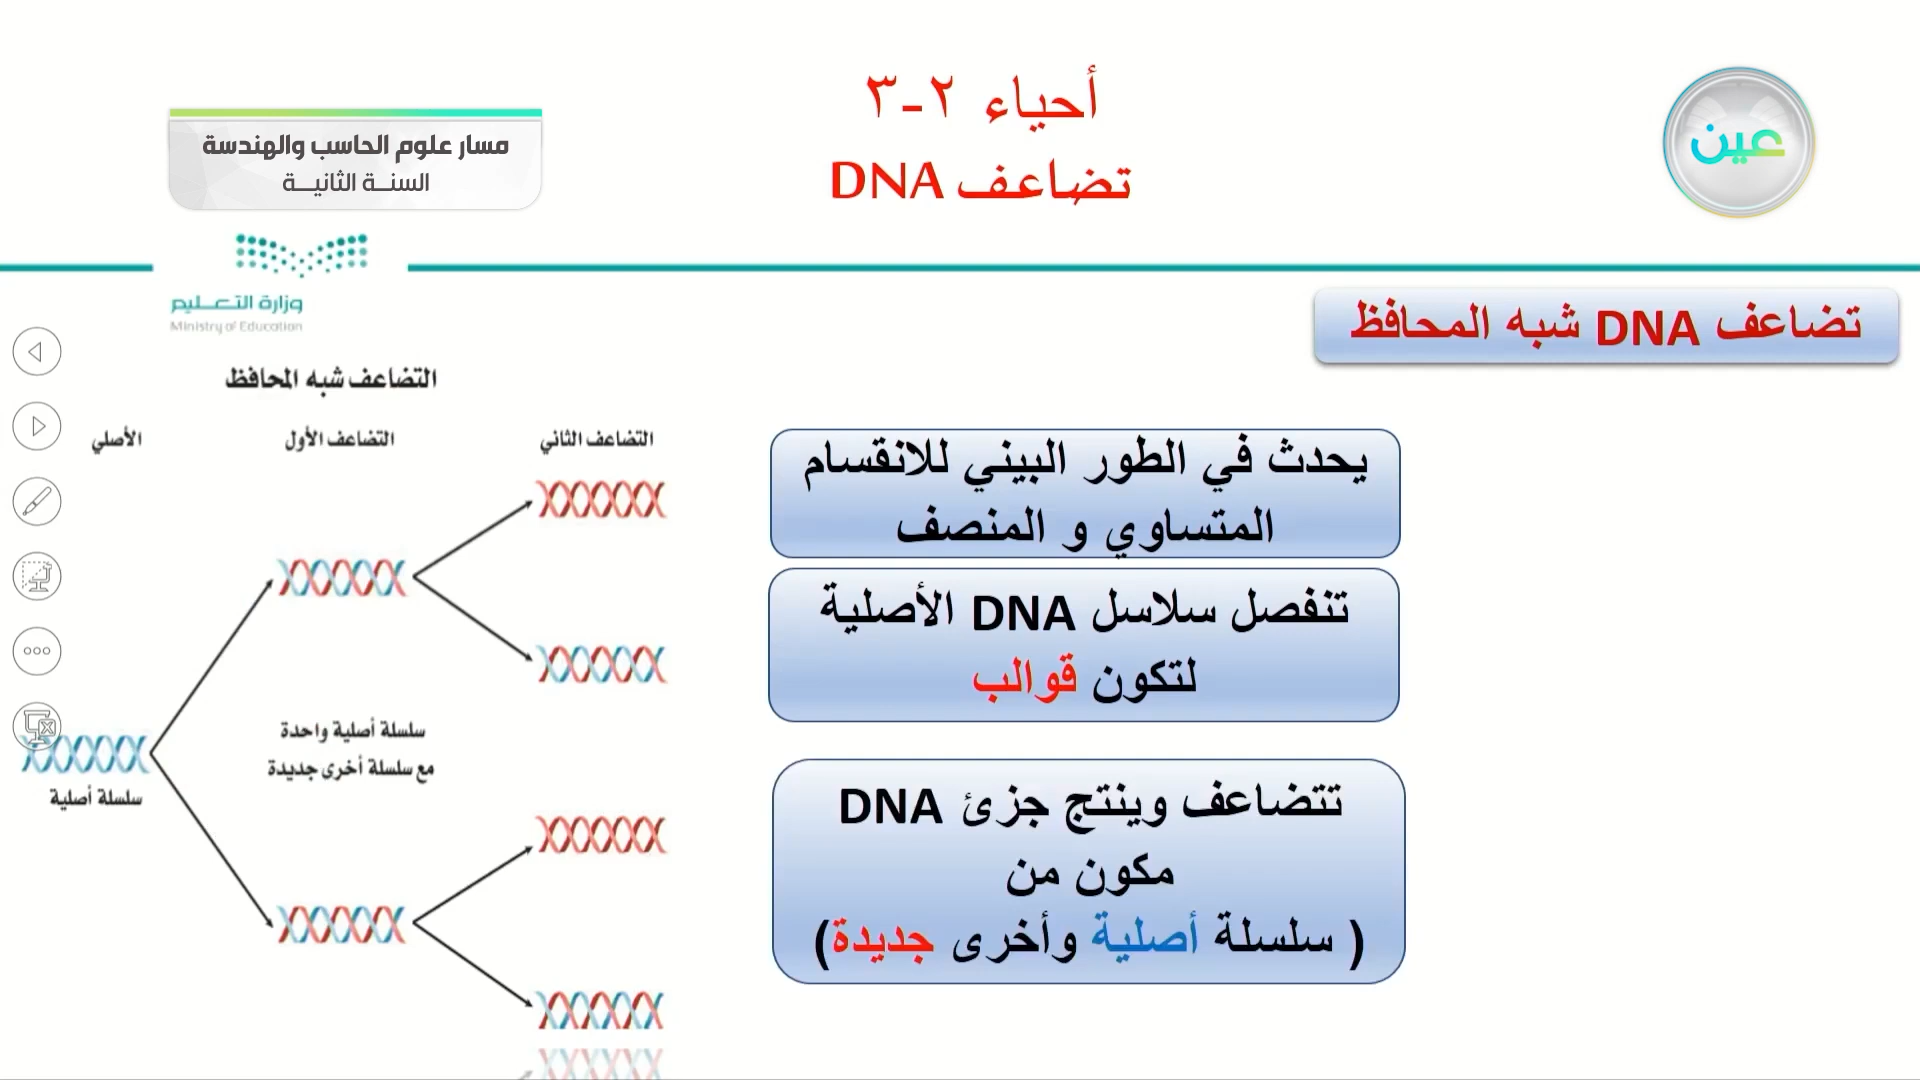 أحياء ٢-٣
تضاعف DNA
عين
مسار علوم الحاسب والهندسة
السنة الثانية
وزارة التعليم
Ministry of Education
تضاعف DNA شبه المحافظ
يحدث في الطور البيني للانقسام
المتساوي و المنصف
تنفصل سلاسل DNA الأصلية
لتكون قوالب
تتضاعف وينتج جزئ DNA
مكون من
( سلسلة أصلية وأخرى جديدة)
التضاعف شبه المحافظ
الأصلي
التضاعف الأول
التضاعف الثاني
سلسلة أصلية واحدة
مع سلسلة أخرى جديدة
سلسلة أصلية